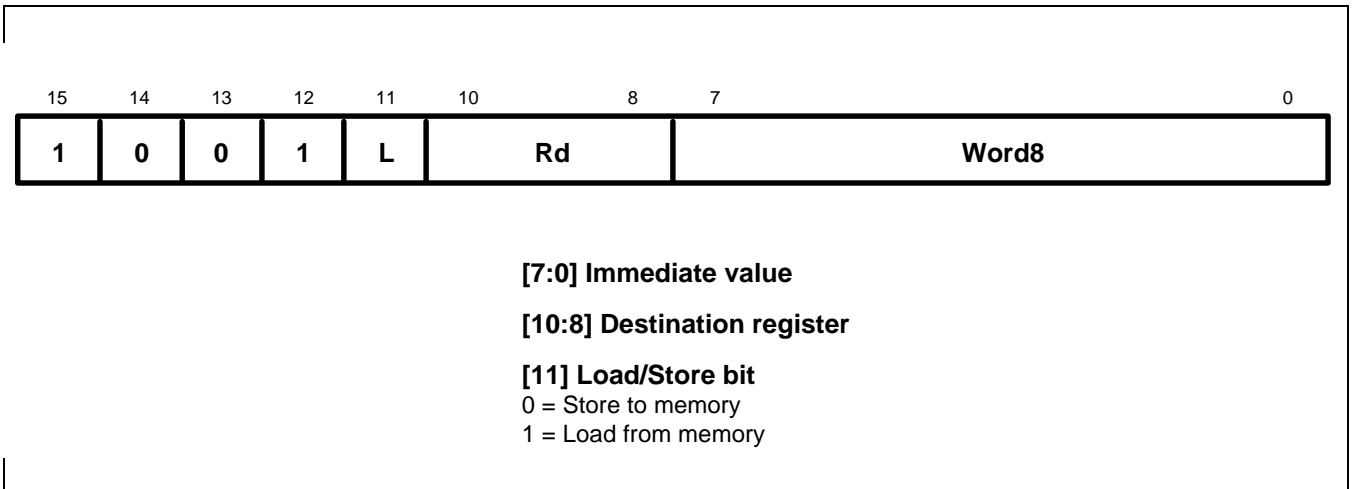 15 14 13 12 11 10 8 7 0
1 0 0 1 L Rd Word8
[7:0] Immediate value
[10:8] Destination register
[11] Load/Store bit
0 = Store to memory
1 = Load from memory